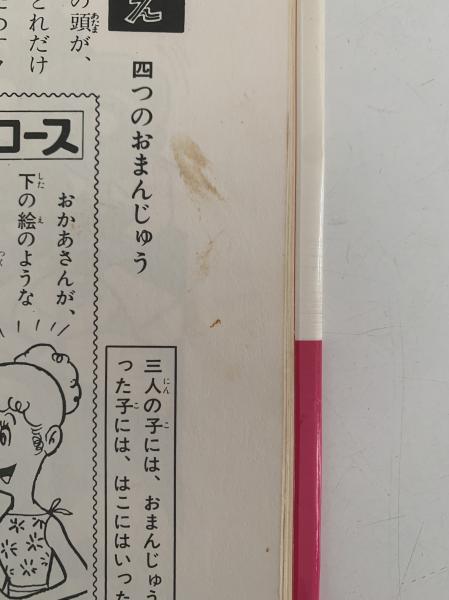 え
四つのおまんじゅう
三人の子には、おまんじゅう
った子には、はこにはいった
の頭が、
どれだけ
コース
おかあさんが、
下の絵のような